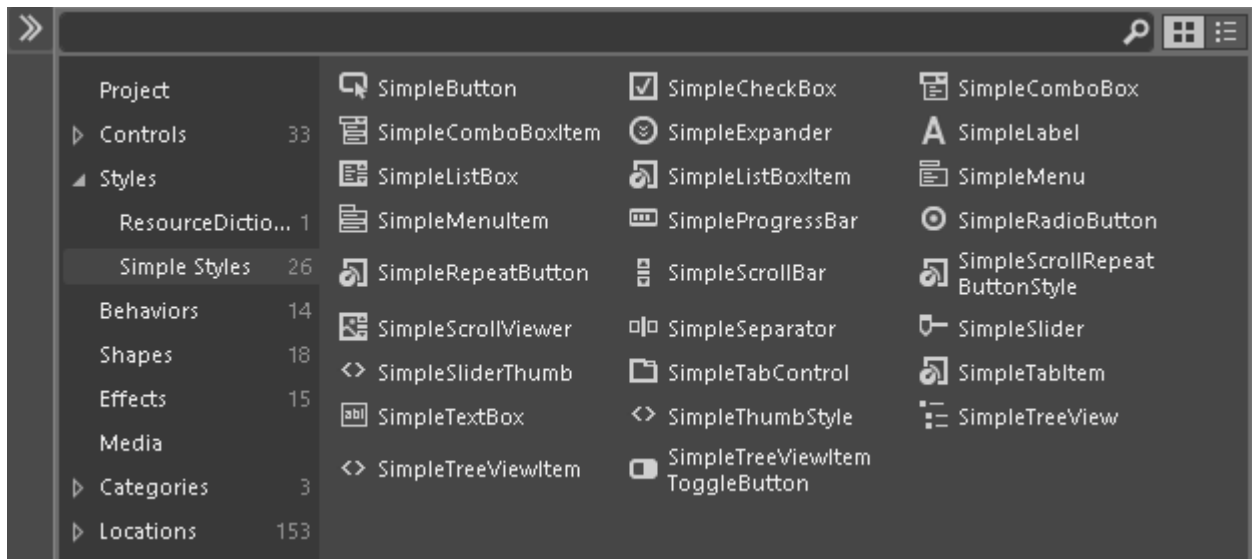 Project
Controls 33
Styles
ResourceDictio... 1
Simple Styles 26
Behaviors 14
Shapes 18
Effects 15
Media
Categories 3
Locations 153
SimpleButton SimpleCheckBox SimpleComboBox
SimpleComboBoxItem SimpleExpander SimpleLabel
SimpleListBox SimpleListBoxItem SimpleMenu
SimpleMenuItem SimpleProgressBar SimpleRadioButton
SimpleRepeatButton SimpleScrollBar SimpleScrollRepeat
ButtonStyle
SimpleScrollViewer SimpleSeparator SimpleSlider
SimpleSliderThumb SimpleTabControl SimpleTabItem
SimpleTextBox SimpleThumbStyle SimpleTreeView
SimpleTreeViewItem SimpleTreeViewItem
ToggleButton